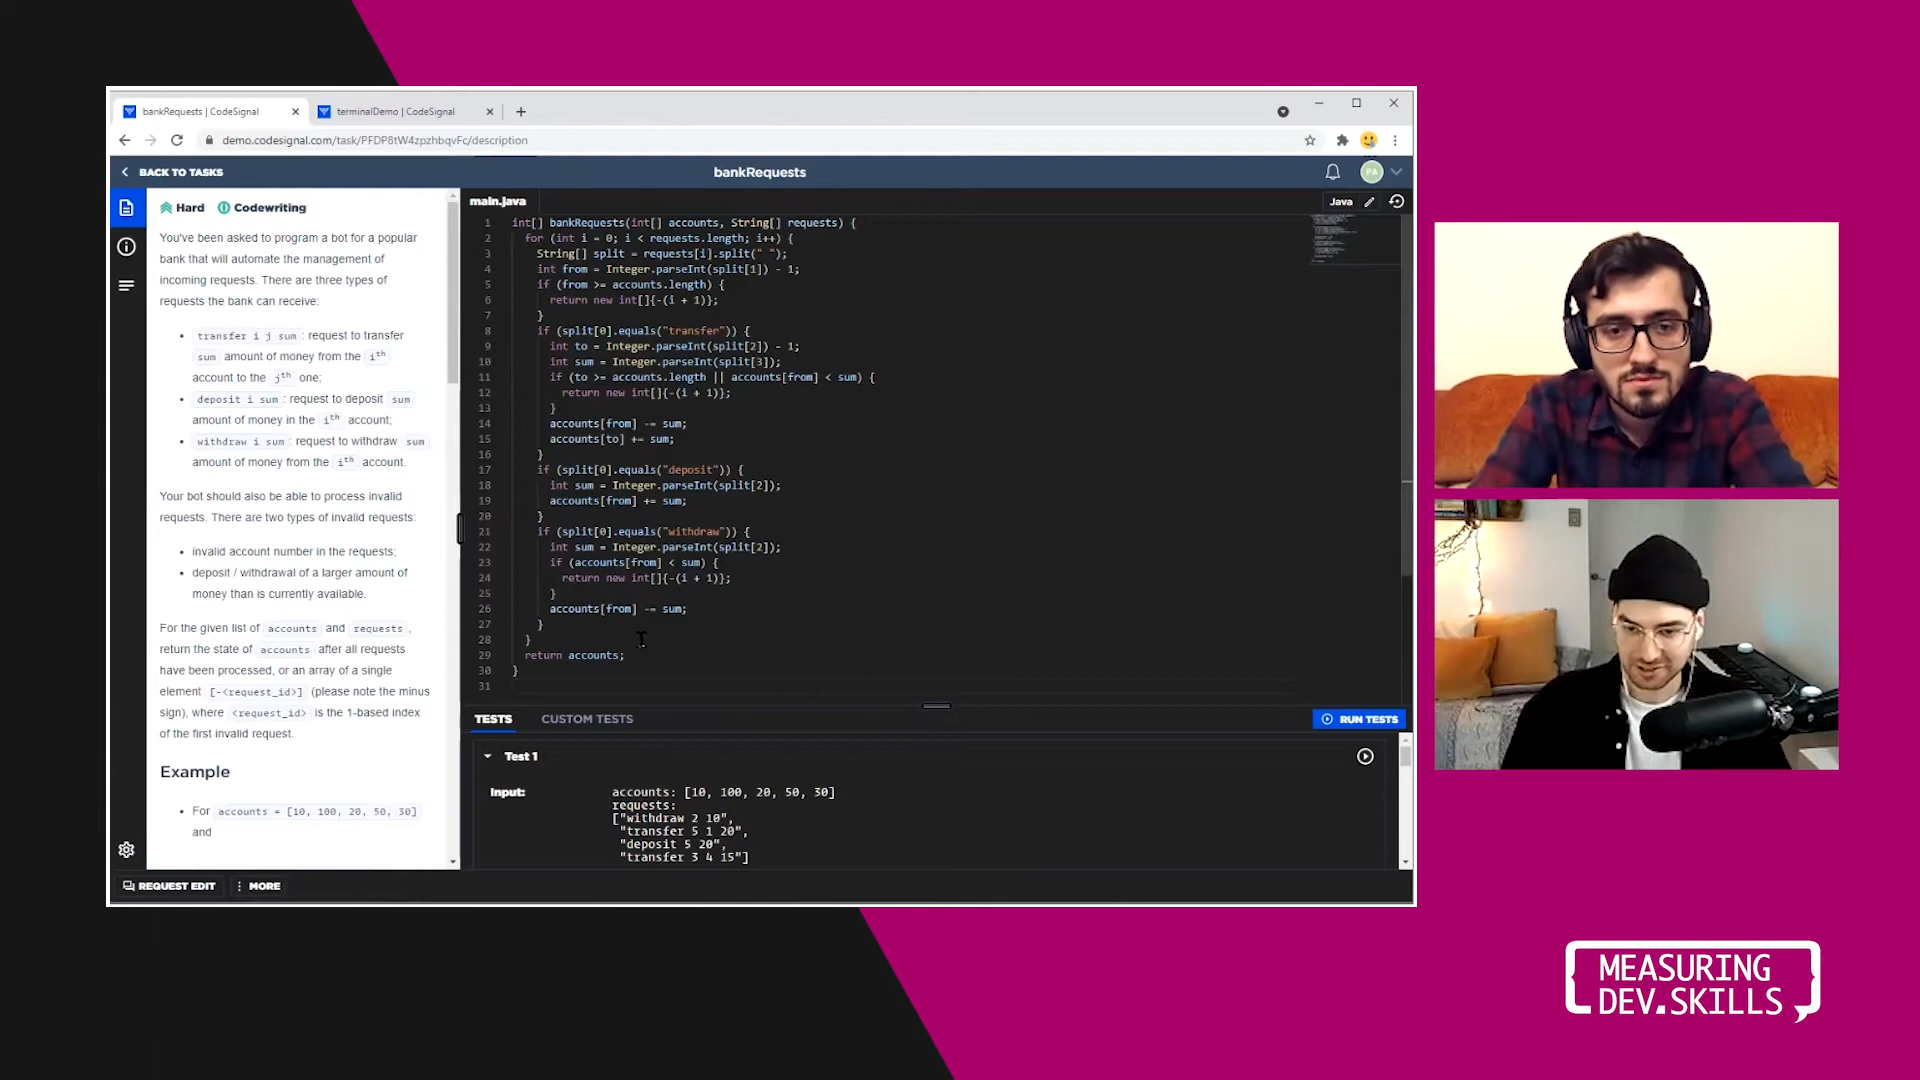 bankRequests | CodeSignal
terminalDemo | CodeSignal
demo.codesignal.com/task/PFDP8tW4zpzhbqvFc/description
BACK TO TASKS
bankRequests
PA
Hard
Codewriting
You've been asked to program a bot for a popular
bank that will automate the management of
incoming requests. There are three types of
requests the bank can receive:
transfer i j sum : request to transfer
sum amount of money from the ith
account to the jth one;
deposit i sum : request to deposit sum
amount of money in the ith account;
withdraw i sum : request to withdraw sum
amount of money from the ith account.
Your bot should also be able to process invalid
requests. There are two types of invalid requests:
invalid account number in the requests;
deposit / withdrawal of a larger amount of
money than is currently available.
For the given list of accounts and requests ,
return the state of accounts after all requests
have been processed, or an array of a single
element [-<request_id>] (please note the minus
sign), where <request_id> is the 1-based index
of the first invalid request.
Example
For accounts = [10, 100, 20, 50, 30]
and
REQUEST EDIT
MORE
main.java
Java
1 int[] bankRequests(int[] accounts, String[] requests) {
2 for (int i = 0; i < requests.length; i++) {
3 String[] split = requests[i].split(" ");
4 int from = Integer.parseInt(split[1]) - 1;
5 if (from >= accounts.length) {
6 return new int[]{-(i + 1)};
7 }
8 if (split[0].equals("transfer")) {
9 int to = Integer.parseInt(split[2]) - 1;
10 int sum = Integer.parseInt(split[3]);
11 if (to >= accounts.length || accounts[from] < sum) {
12 return new int[]{-(i + 1)};
13 }
14 accounts[from] -= sum;
15 accounts[to] += sum;
16 }
17 if (split[0].equals("deposit")) {
18 int sum = Integer.parseInt(split[2]);
19 accounts[from] += sum;
20 }
21 if (split[0].equals("withdraw")) {
22 int sum = Integer.parseInt(split[2]);
23 if (accounts[from] < sum) {
24 return new int[]{-(i + 1)};
25 }
26 accounts[from] -= sum;
27 }
28 }
29 return accounts;
30 }
31
TESTS
CUSTOM TESTS
RUN TESTS
Test 1
Input:
accounts: [10, 100, 20, 50, 30]
requests:
["withdraw 2 10",
"transfer 5 1 20",
"deposit 5 20",
"transfer 3 4 15"]
MEASURING
DEV.SKILLS